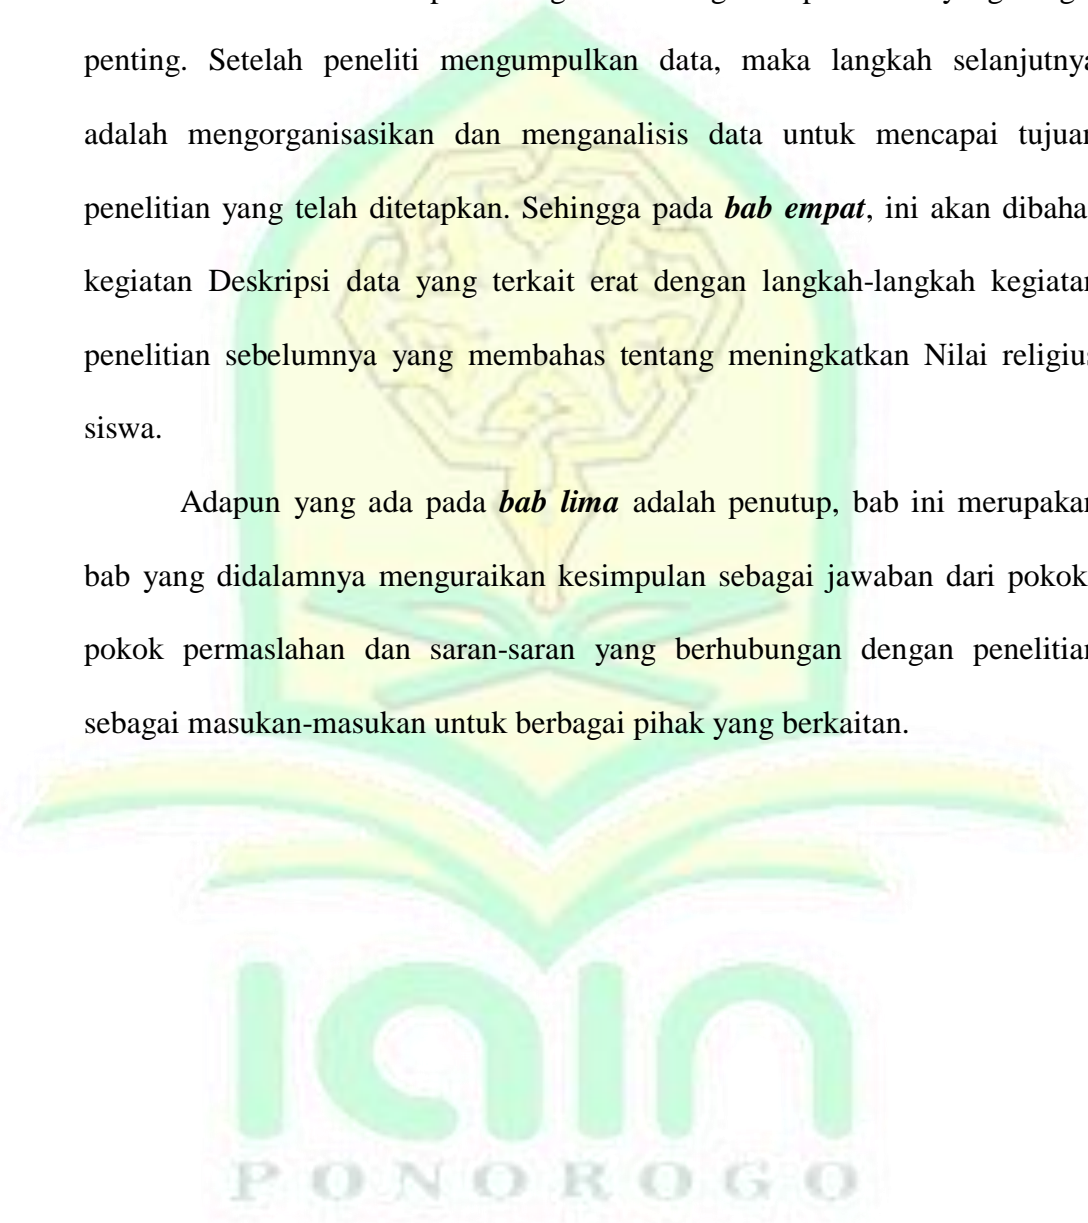 penting. Setelah peneliti mengumpulkan data, maka langkah selanjutnya
adalah mengorganisasikan dan menganalisis data untuk mencapai tujuan
penelitian yang telah ditetapkan. Sehingga pada bab empat, ini akan dibaha
kegiatan Deskripsi data yang terkait erat dengan langkah-langkah kegiatan
penelitian sebelumnya yang membahas tentang meningkatkan Nilai religius
siswa.
Adapun yang ada pada bab lima adalah penutup, bab ini merupakan
bab yang didalamnya menguraikan kesimpulan sebagai jawaban dari pokok-
pokok permaslahan dan saran-saran yang berhubungan dengan penelitian
sebagai masukan-masukan untuk berbagai pihak yang berkaitan.
iain
PONOROGO